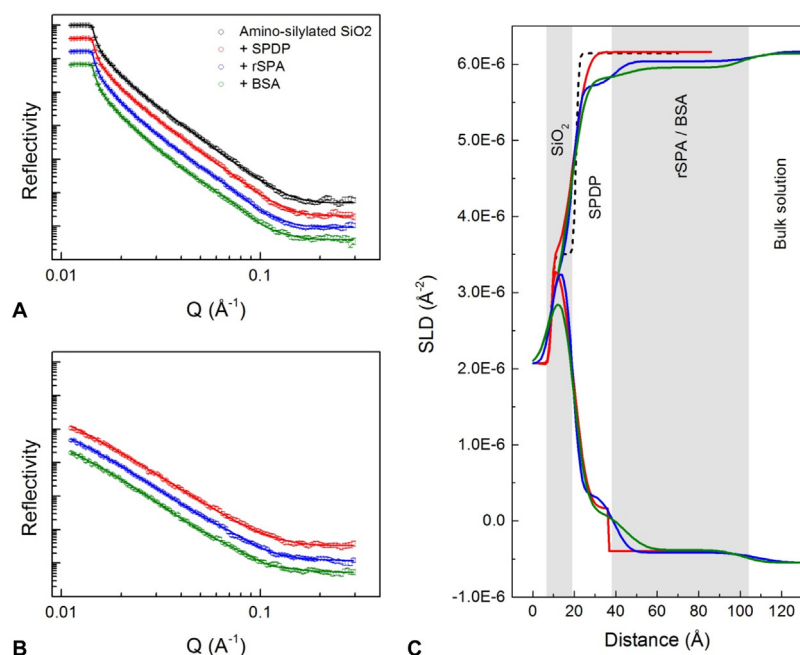 Reflectivity
Amino-silylated SiO2
+ SPDP
+ rSPA
+ BSA
0.01
0.1
Q (Å⁻¹)
A
Reflectivity
0.01
0.1
Q (A⁻¹)
B
SLD (Å⁻²)
6.0E-6
5.0E-6
4.0E-6
3.0E-6
2.0E-6
1.0E-6
0.0
-1.0E-6
SiO₂
SPDP
rSPA / BSA
Bulk solution
0
20
40
60
80
100
120
Distance (Å)
C